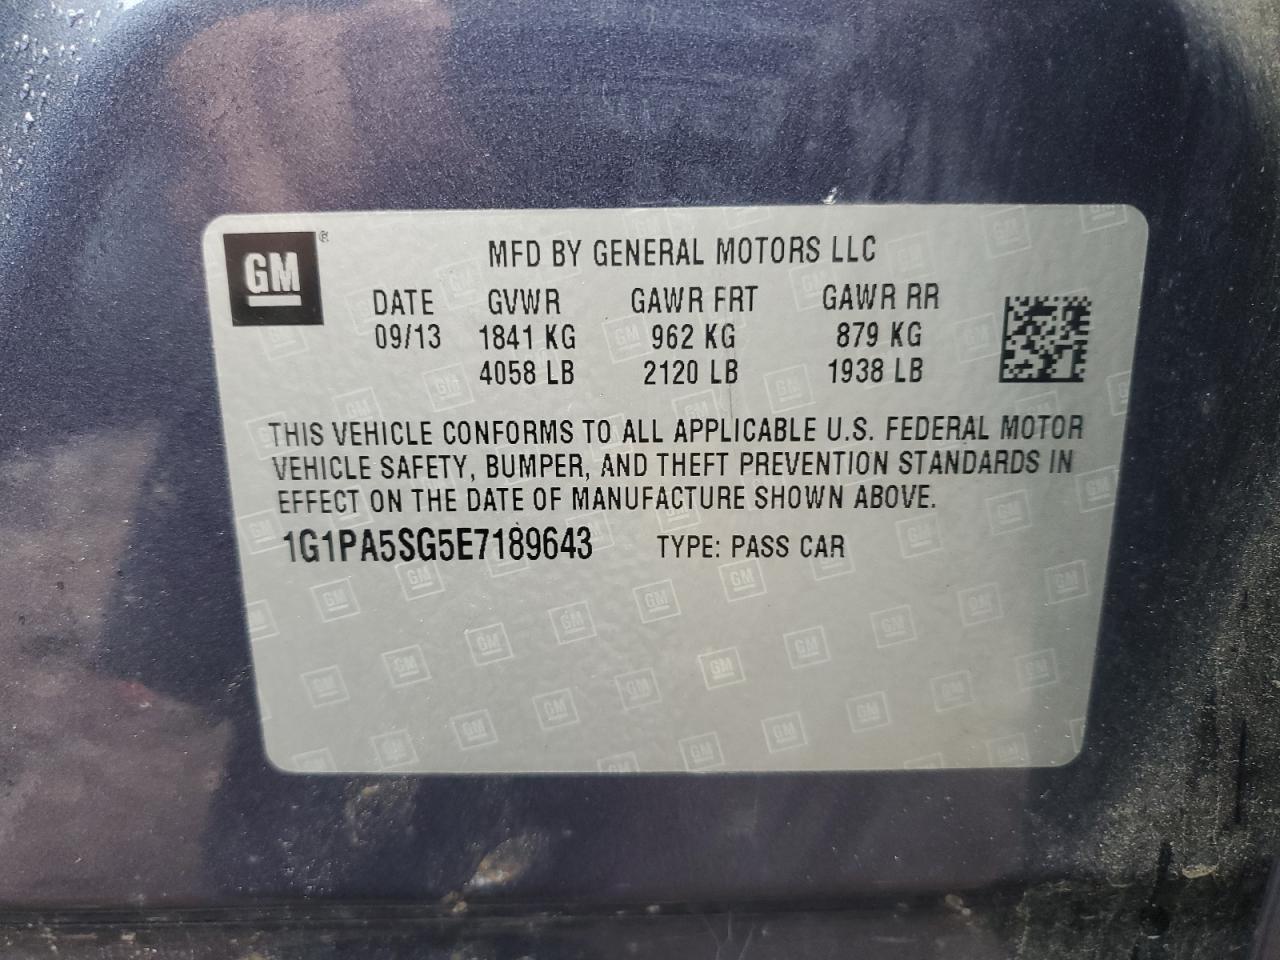 GM ®
MFD BY GENERAL MOTORS LLC
DATE GVWR GAWR FRT GAWR RR
09/13 1841 KG 962 KG 879 KG
4058 LB 2120 LB 1938 LB
THIS VEHICLE CONFORMS TO ALL APPLICABLE U.S. FEDERAL MOTOR
VEHICLE SAFETY, BUMPER, AND THEFT PREVENTION STANDARDS IN
EFFECT ON THE DATE OF MANUFACTURE SHOWN ABOVE.
1G1PA5SG5E7189643 TYPE: PASS CAR